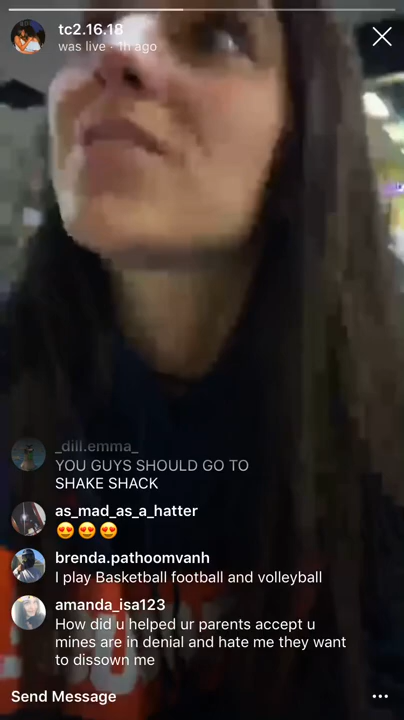 tc2.16.18
was live · 1h ago
_dill.emma_
YOU GUYS SHOULD GO TO
SHAKE SHACK
as_mad_as_a_hatter
😍😍😍
brenda.pathoomvanh
I play Basketball football and volleyball
amanda_isa123
How did u helped ur parents accept u
mines are in denial and hate me they want
to dissown me
Send Message